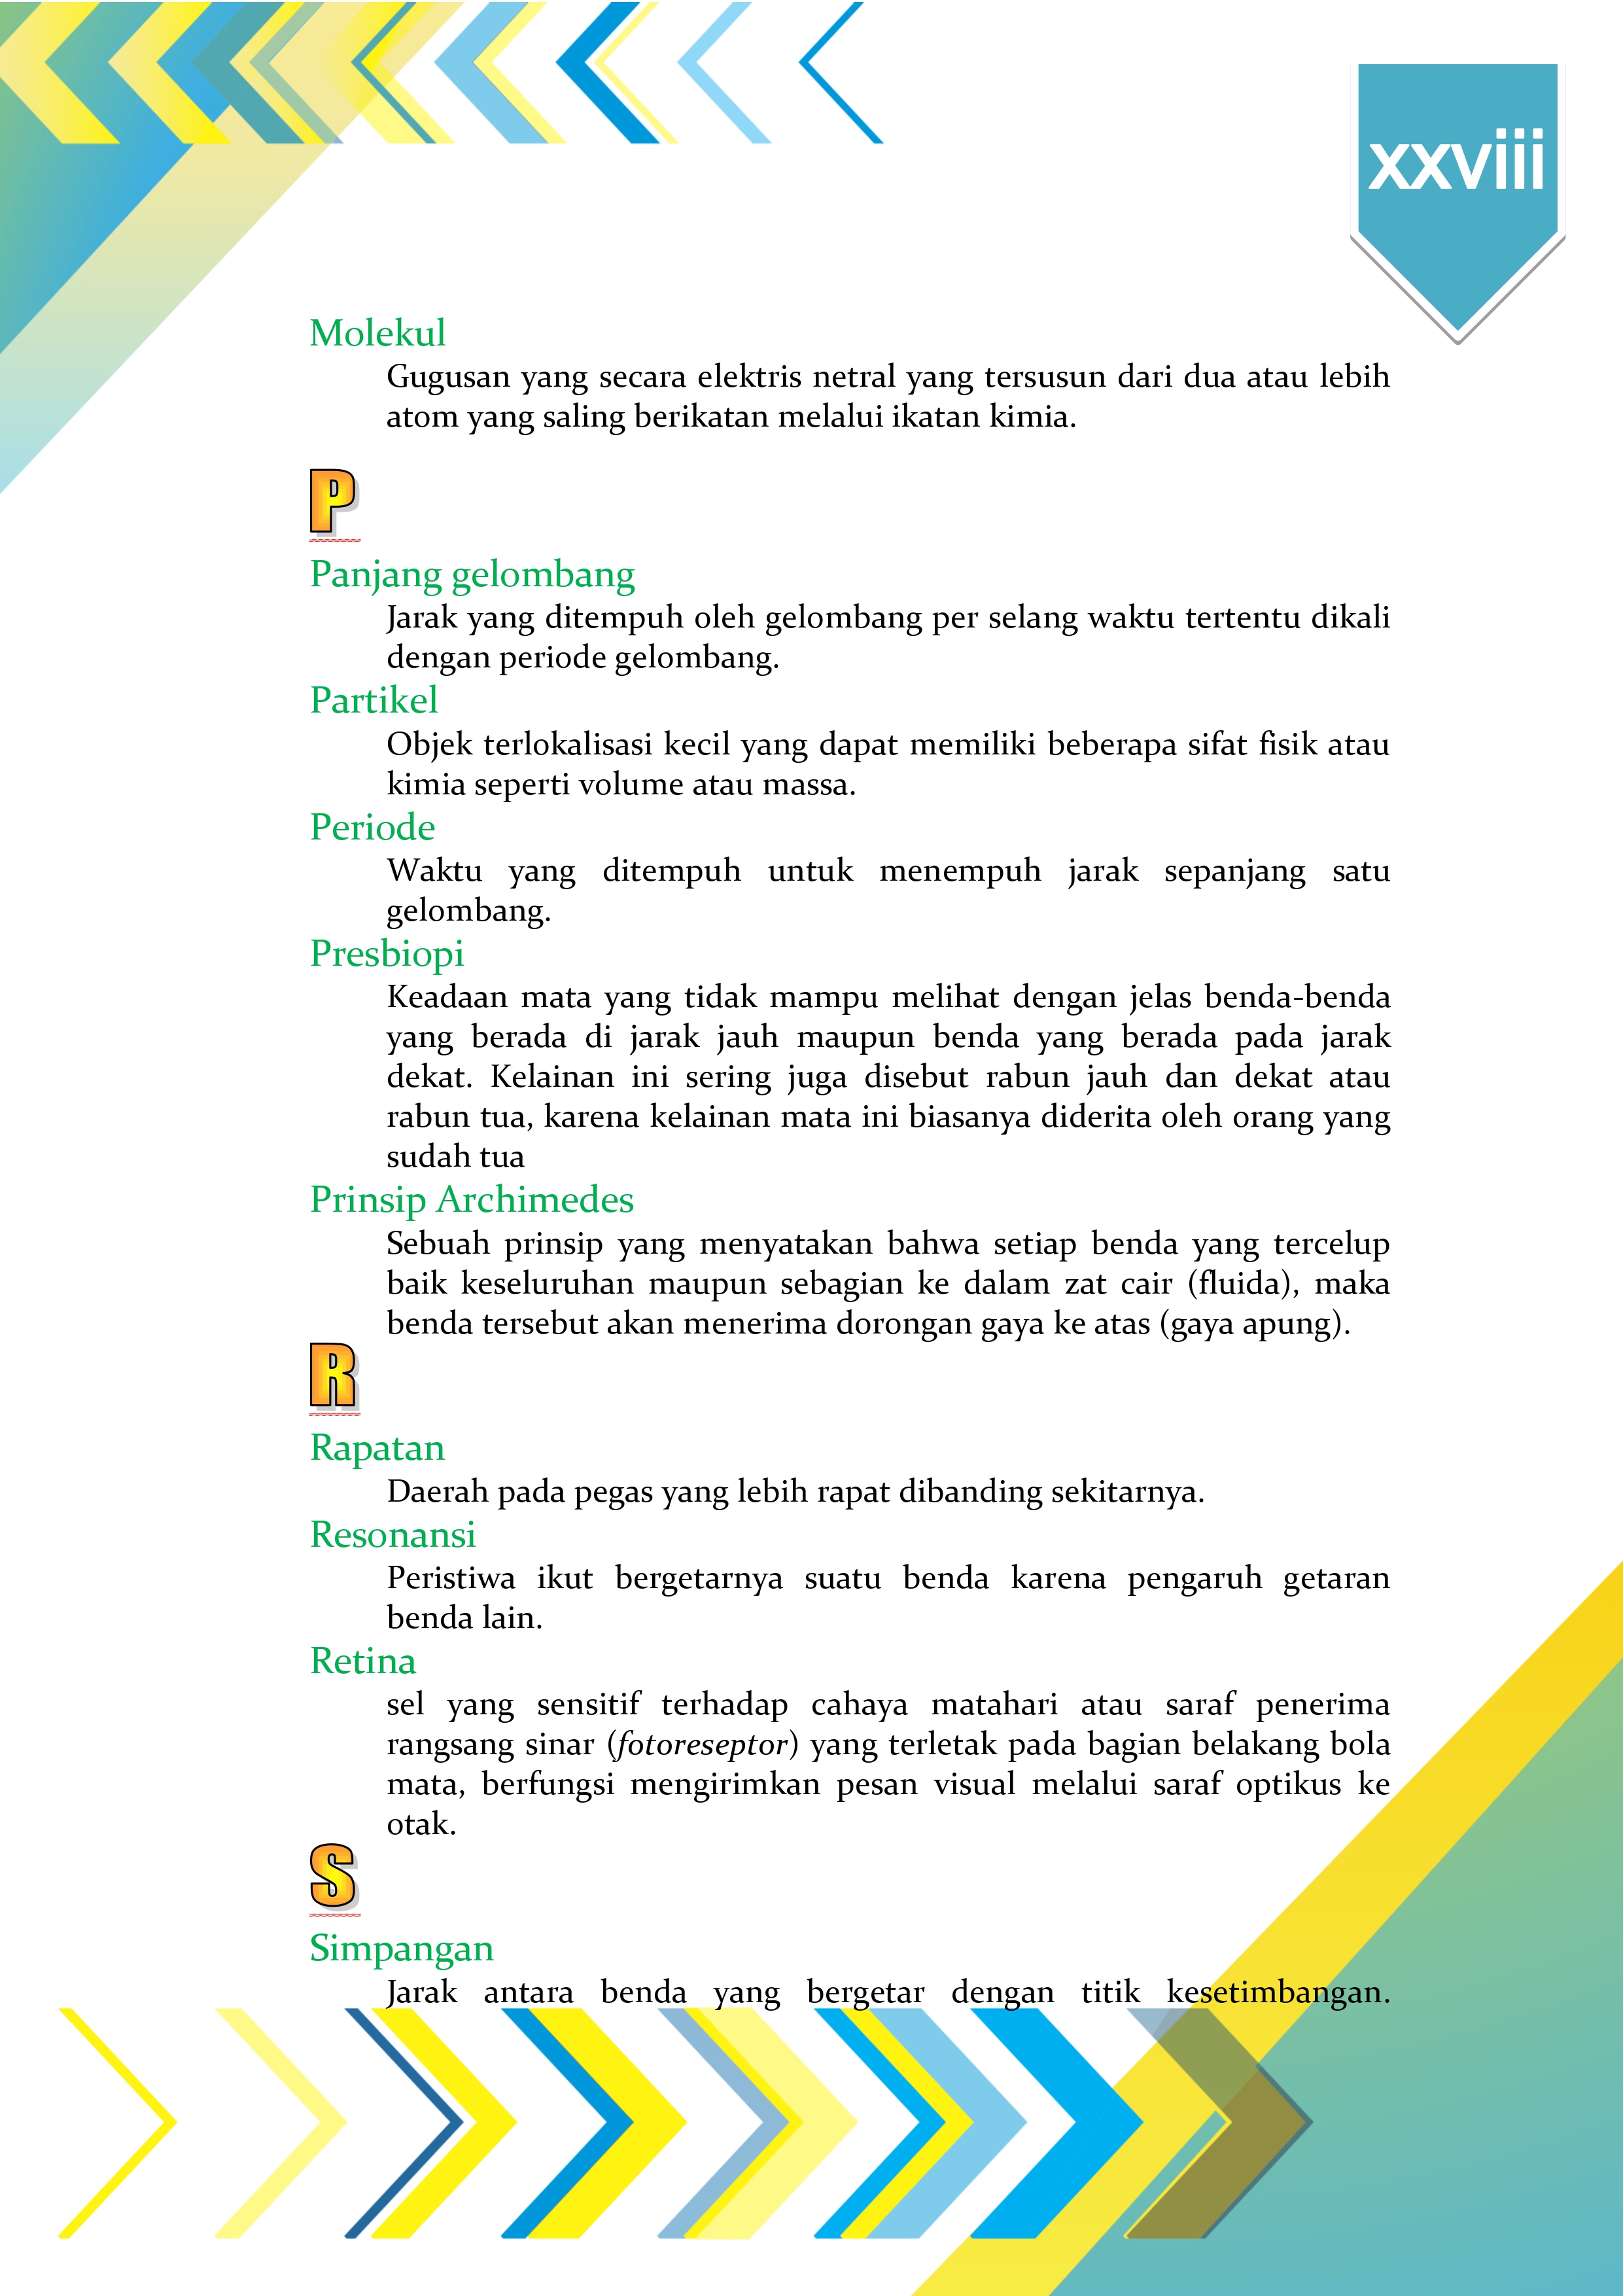 xxviii
Molekul
Gugusan yang secara elektris netral yang tersusun dari dua atau lebih
atom yang saling berikatan melalui ikatan kimia.
P
Panjang gelombang
Jarak yang ditempuh oleh gelombang per selang waktu tertentu dikali
dengan periode gelombang.
Partikel
Objek terlokalisasi kecil yang dapat memiliki beberapa sifat fisik atau
kimia seperti volume atau massa.
Periode
Waktu yang ditempuh untuk menempuh jarak sepanjang satu
gelombang.
Presbiopi
Keadaan mata yang tidak mampu melihat dengan jelas benda-benda
yang berada di jarak jauh maupun benda yang berada pada jarak
dekat. Kelainan ini sering juga disebut rabun jauh dan dekat atau
rabun tua, karena kelainan mata ini biasanya diderita oleh orang yang
sudah tua
Prinsip Archimedes
Sebuah prinsip yang menyatakan bahwa setiap benda yang tercelup
baik keseluruhan maupun sebagian ke dalam zat cair (fluida), maka
benda tersebut akan menerima dorongan gaya ke atas (gaya apung).
R
Rapatan
Daerah pada pegas yang lebih rapat dibanding sekitarnya.
Resonansi
Peristiwa ikut bergetarnya suatu benda karena pengaruh getaran
benda lain.
Retina
sel yang sensitif terhadap cahaya matahari atau saraf penerima
rangsang sinar (fotoreseptor) yang terletak pada bagian belakang bola
mata, berfungsi mengirimkan pesan visual melalui saraf optikus ke
otak.
S
Simpangan
Jarak antara benda yang bergetar dengan titik kesetimbangan.